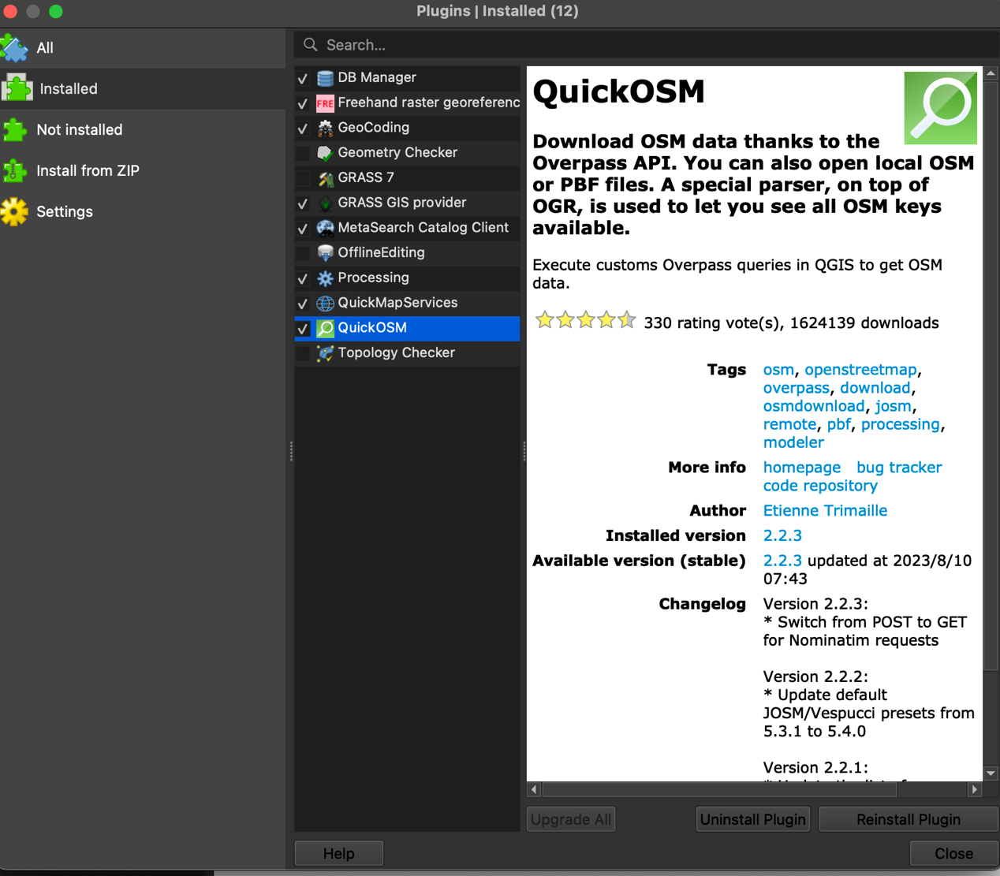 Plugins | Installed (12)
All
Installed
Not installed
Install from ZIP
Settings
Search...
DB Manager
FRE Freehand raster georeferenc
GeoCoding
Geometry Checker
GRASS 7
GRASS GIS provider
MetaSearch Catalog Client
OfflineEditing
Processing
QuickMapServices
QuickOSM
Topology Checker
QuickOSM
Download OSM data thanks to the
Overpass API. You can also open local OSM
or PBF files. A special parser, on top of
OGR, is used to let you see all OSM keys
available.
Execute customs Overpass queries in QGIS to get OSM
data.
330 rating vote(s), 1624139 downloads
Tags osm, openstreetmap,
overpass, download,
osmdownload, josm,
remote, pbf, processing,
modeler
More info homepage bug tracker
code repository
Author Etienne Trimaille
Installed version 2.2.3
Available version (stable) 2.2.3 updated at 2023/8/10
07:43
Changelog Version 2.2.3:
* Switch from POST to GET
for Nominatim requests
Version 2.2.2:
* Update default
JOSM/Vespucci presets from
5.3.1 to 5.4.0
Version 2.2.1:
Upgrade All
Uninstall Plugin
Reinstall Plugin
Help
Close